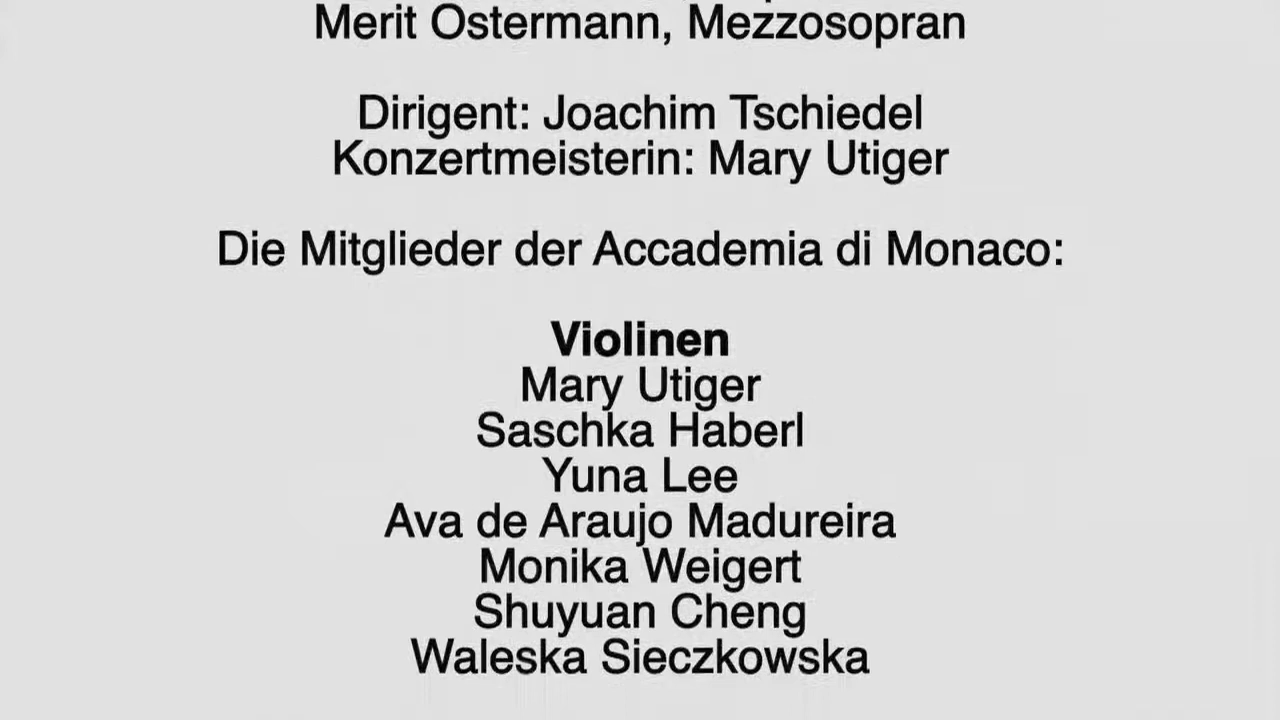 Merit Ostermann, Mezzosopran
Dirigent: Joachim Tschiedel
Konzertmeisterin: Mary Utiger
Die Mitglieder der Accademia di Monaco:
Violinen
Mary Utiger
Saschka Haberl
Yuna Lee
Ava de Araujo Madureira
Monika Weigert
Shuyuan Cheng
Waleska Sieczkowska